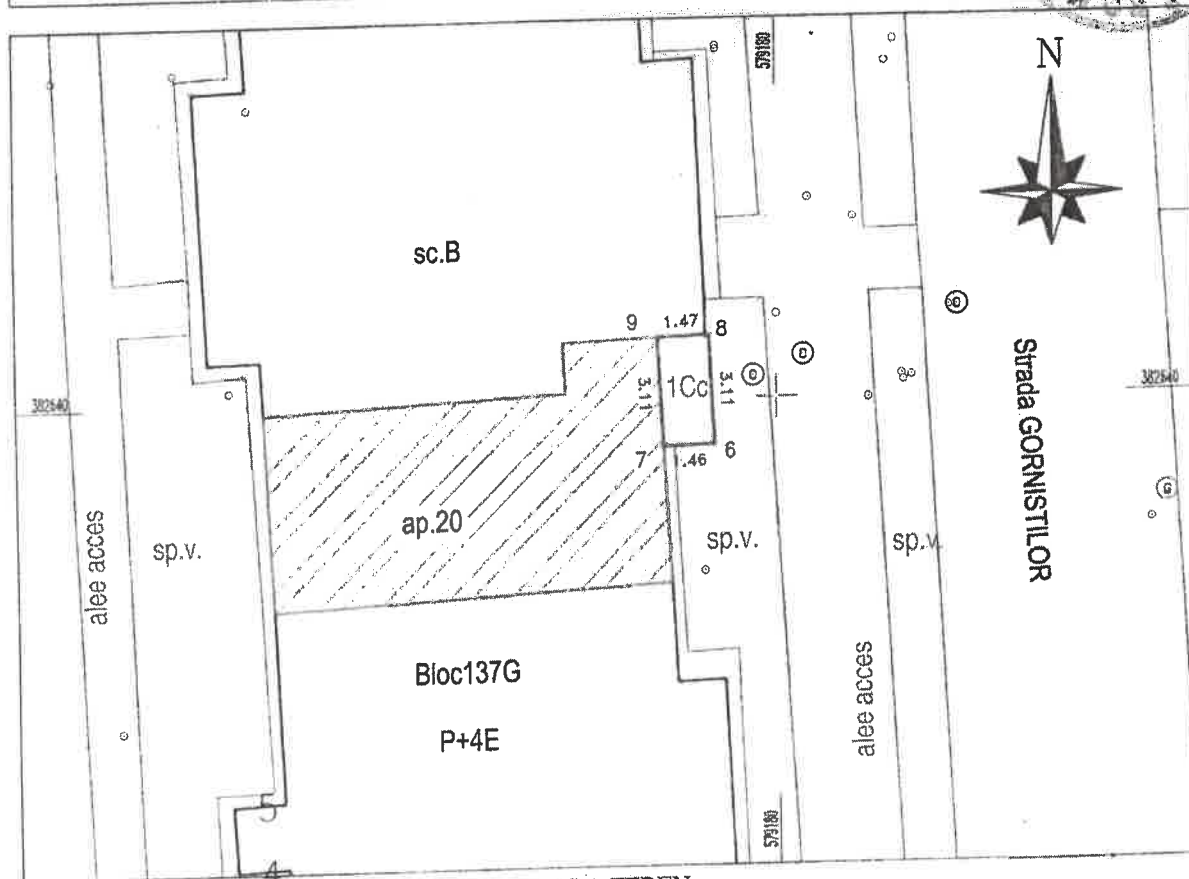 579180
N
sc.B
9 1.47 8
3.11 1Cc 3.11
382640
382640
7 1.46 6
Strada GORNISTILOR
ap.20
alee acces
sp.v.
sp.v.
sp.v.
G
Bloc137G
P+4E
alee acces
579180